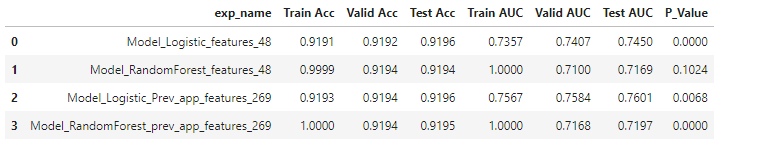 exp_name Train Acc Valid Acc Test Acc Train AUC Valid AUC Test AUC P_Value
0 Model_Logistic_features_48 0.9191 0.9192 0.9196 0.7357 0.7407 0.7450 0.0000
1 Model_RandomForest_features_48 0.9999 0.9194 0.9194 1.0000 0.7100 0.7169 0.1024
2 Model_Logistic_Prev_app_features_269 0.9193 0.9194 0.9196 0.7567 0.7584 0.7601 0.0068
3 Model_RandomForest_prev_app_features_269 1.0000 0.9194 0.9195 1.0000 0.7168 0.7197 0.0000